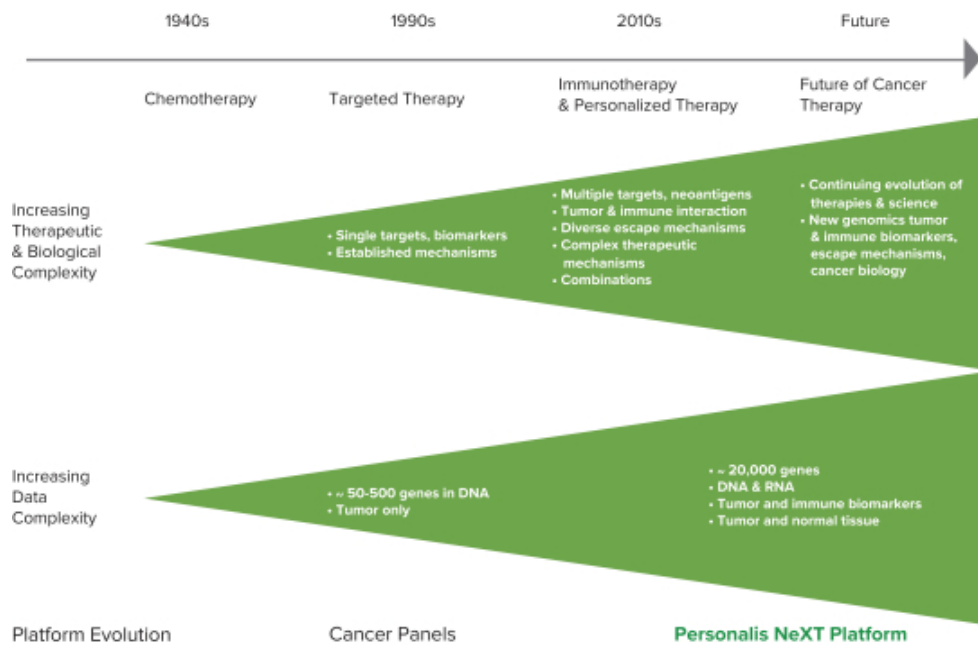 1940s
1990s
2010s
Future
Chemotherapy
Targeted Therapy
Immunotherapy
& Personalized Therapy
Future of Cancer
Therapy
Increasing
Therapeutic
& Biological
Complexity
• Single targets, biomarkers
• Established mechanisms
• Multiple targets, neoantigens
• Tumor & immune interaction
• Diverse escape mechanisms
• Complex therapeutic
mechanisms
• Combinations
• Continuing evolution of
therapies & science
• New genomics tumor
& immune biomarkers,
escape mechanisms,
cancer biology
Increasing
Data
Complexity
• ~ 50-500 genes in DNA
• Tumor only
• ~ 20,000 genes
• DNA & RNA
• Tumor and immune biomarkers
• Tumor and normal tissue
Platform Evolution
Cancer Panels
Personalis NeXT Platform